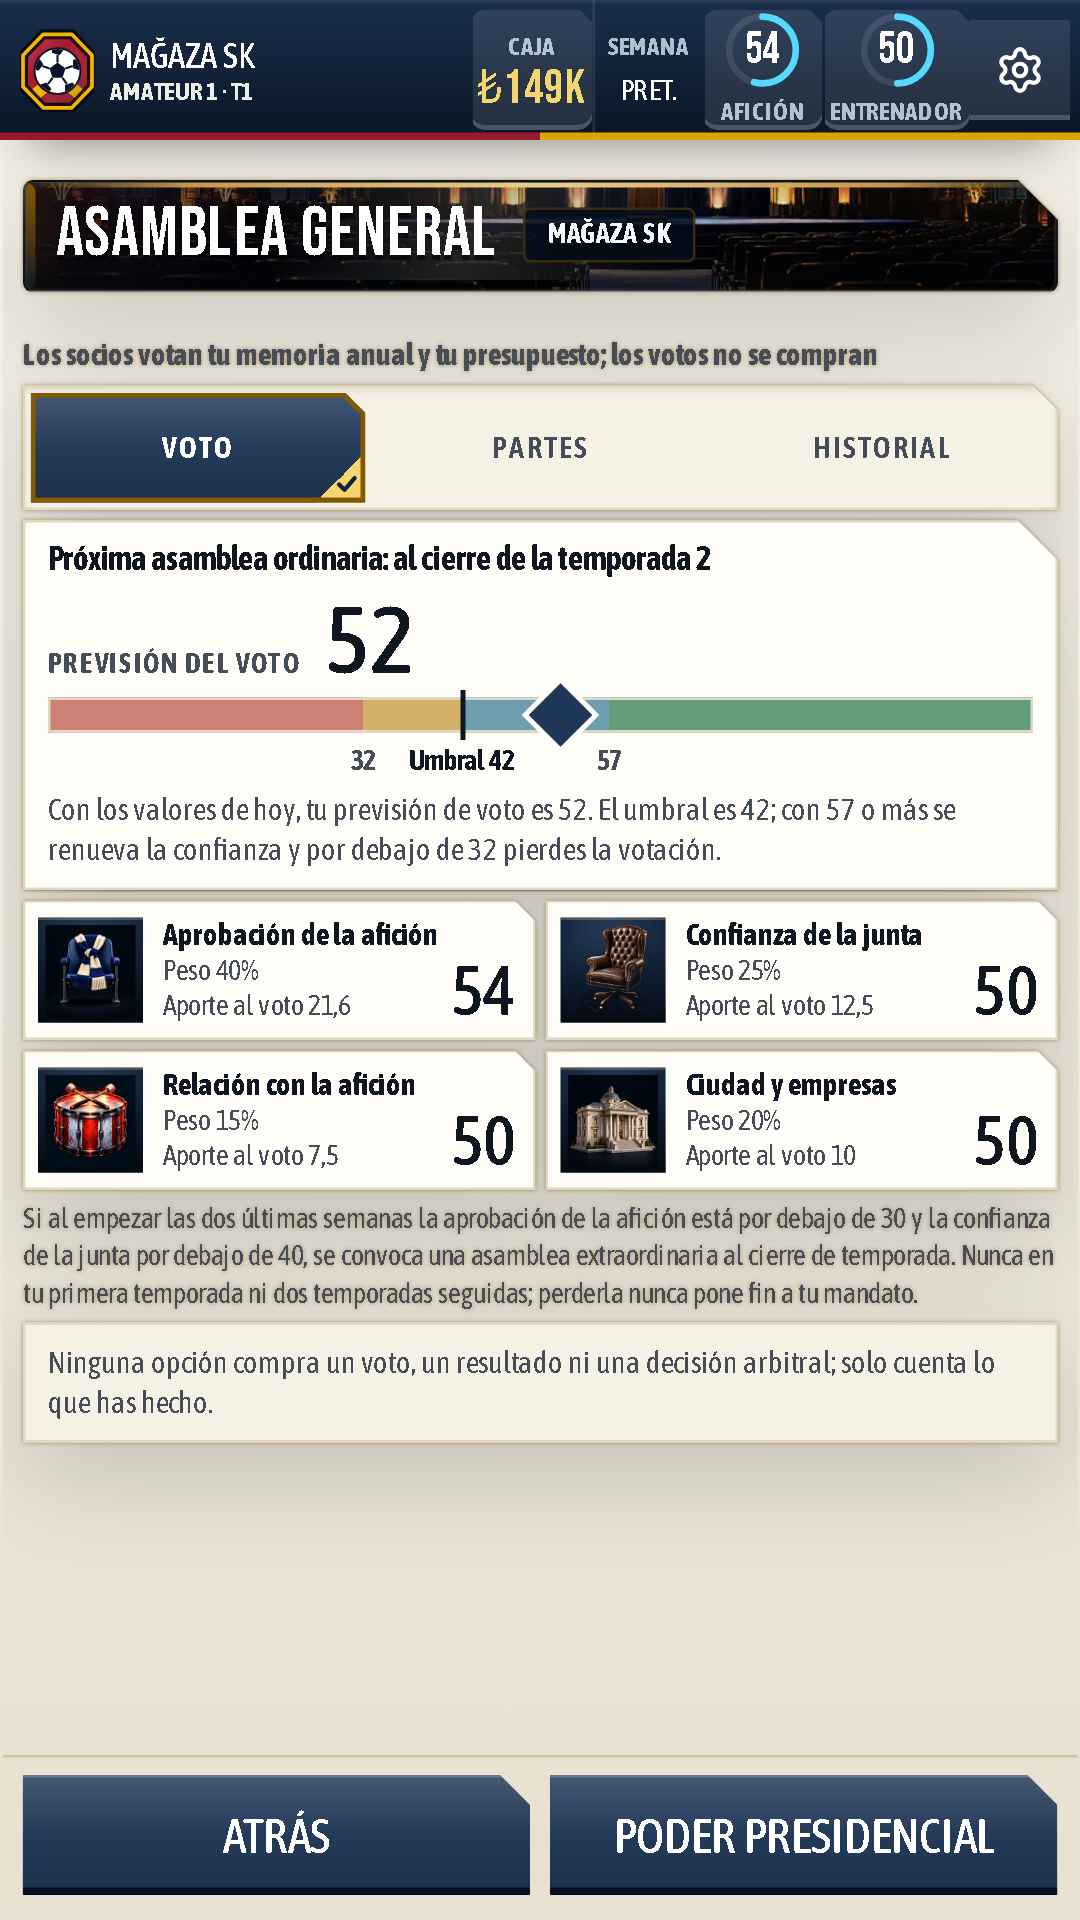 MAĞAZA SK
AMATEUR 1 · T1
CAJA
₺149K
SEMANA
PRET.
54
AFICIÓN
50
ENTRENADOR
ASAMBLEA GENERAL
MAĞAZA SK
Los socios votan tu memoria anual y tu presupuesto; los votos no se compran
VOTO
PARTES
HISTORIAL
Próxima asamblea ordinaria: al cierre de la temporada 2
PREVISIÓN DEL VOTO 52
32
Umbral 42
57
Con los valores de hoy, tu previsión de voto es 52. El umbral es 42; con 57 o más se
renueva la confianza y por debajo de 32 pierdes la votación.
Aprobación de la afición
Peso 40%
Aporte al voto 21,6
54
Confianza de la junta
Peso 25%
Aporte al voto 12,5
50
Relación con la afición
Peso 15%
Aporte al voto 7,5
50
Ciudad y empresas
Peso 20%
Aporte al voto 10
50
Si al empezar las dos últimas semanas la aprobación de la afición está por debajo de 30 y la confianza
de la junta por debajo de 40, se convoca una asamblea extraordinaria al cierre de temporada. Nunca en
tu primera temporada ni dos temporadas seguidas; perderla nunca pone fin a tu mandato.
Ninguna opción compra un voto, un resultado ni una decisión arbitral; solo cuenta lo
que has hecho.
ATRÁS
PODER PRESIDENCIAL